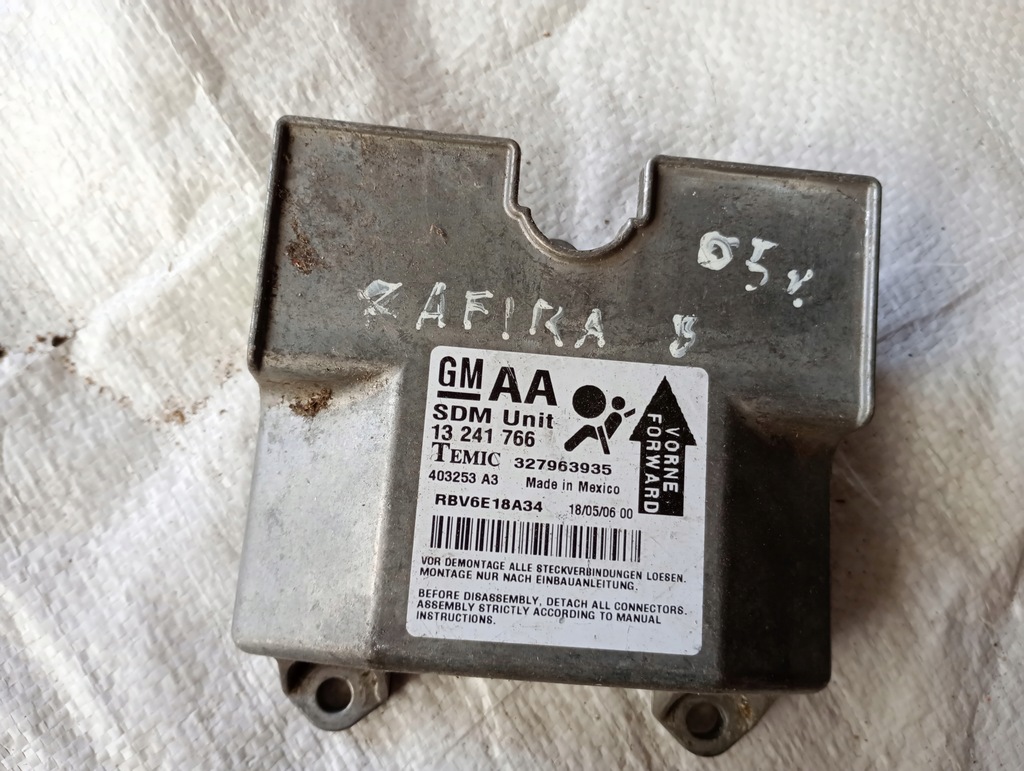 05y.
ZAFIRA B
GM AA
SDM Unit
13 241 766
TEMIC 327963935
403253 A3 Made in Mexico
RBV6E18A34 18/05/06 00
VORNE
FORWARD
VOR DEMONTAGE ALLE STECKVERBINDUNGEN LOESEN.
MONTAGE NUR NACH EINBAUANLEITUNG.
BEFORE DISASSEMBLY, DETACH ALL CONNECTORS.
ASSEMBLY STRICTLY ACCORDING TO MANUAL
INSTRUCTIONS.